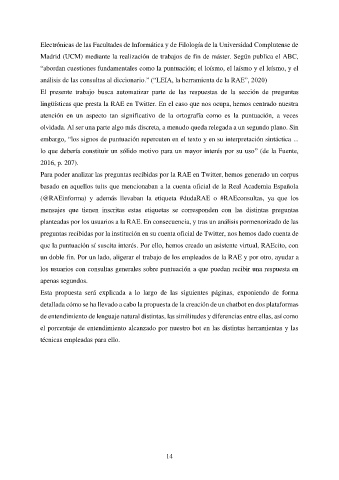 Electrónicas de las Facultades de Informática y de Filología de la Universidad Complutense de
Madrid (UCM) mediante la realización de trabajos de fin de máster. Según publica el ABC,
“abordan cuestiones fundamentales como la puntuación; el loísmo, el laísmo y el leísmo, y el
análisis de las consultas al diccionario.” (“LEIA, la herramienta de la RAE”, 2020)
El presente trabajo busca automatizar parte de las respuestas de la sección de preguntas
lingüísticas que presta la RAE en Twitter. En el caso que nos ocupa, hemos centrado nuestra
atención en un aspecto tan significativo de la ortografía como es la puntuación, a veces
olvidada. Al ser una parte algo más discreta, a menudo queda relegada a un segundo plano. Sin
embargo, “los signos de puntuación repercuten en el texto y en su interpretación sintáctica ...
lo que debería constituir un sólido motivo para un mayor interés por su uso” (de la Fuente,
2016, p. 207).
Para poder analizar las preguntas recibidas por la RAE en Twitter, hemos generado un corpus
basado en aquellos tuits que mencionaban a la cuenta oficial de la Real Academia Española
(@RAEinforma) y además llevaban la etiqueta #dudaRAE o #RAEconsultas, ya que los
mensajes que tienen inscritas estas etiquetas se corresponden con las distintas preguntas
planteadas por los usuarios a la RAE. En consecuencia, y tras un análisis pormenorizado de las
preguntas recibidas por la institución en su cuenta oficial de Twitter, nos hemos dado cuenta de
que la puntuación sí suscita interés. Por ello, hemos creado un asistente virtual, RAEcito, con
un doble fin. Por un lado, aligerar el trabajo de los empleados de la RAE y por otro, ayudar a
los usuarios con consultas generales sobre puntuación a que puedan recibir una respuesta en
apenas segundos.
Esta propuesta será explicada a lo largo de las siguientes páginas, exponiendo de forma
detallada cómo se ha llevado a cabo la propuesta de la creación de un chatbot en dos plataformas
de entendimiento de lenguaje natural distintas, las similitudes y diferencias entre ellas, así como
el porcentaje de entendimiento alcanzado por nuestro bot en las distintas herramientas y las
técnicas empleadas para ello.
14